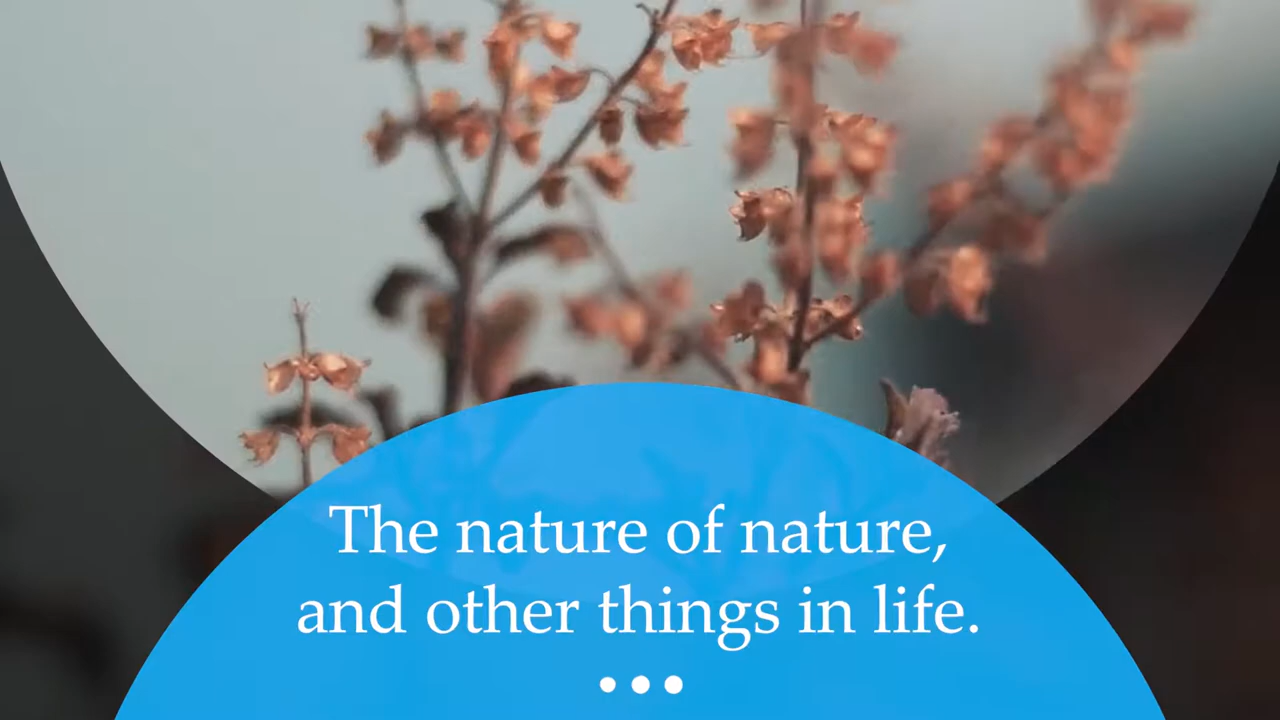 The nature of nature,
and other things in life.